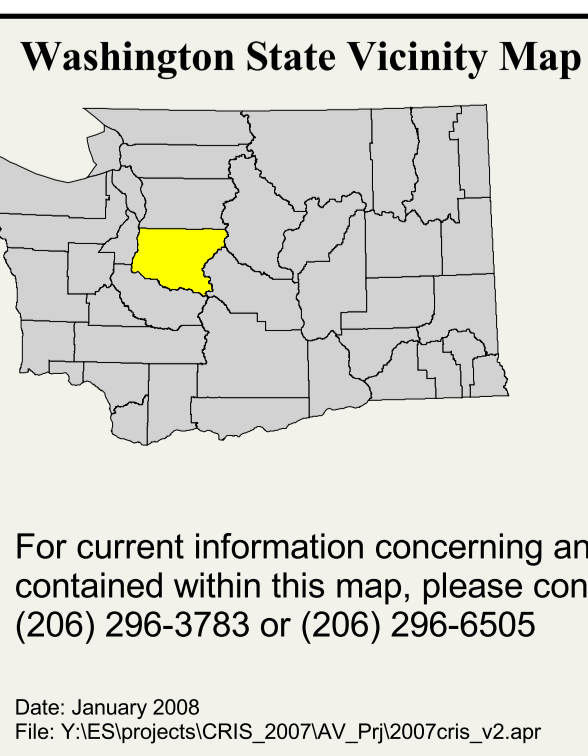 Washington State Vicinity Map
For current information concerning an
contained within this map, please con
(206) 296-3783 or (206) 296-6505
Date: January 2008
File: Y:\ES\projects\CRIS_2007\AV_Prj\2007cris_v2.apr